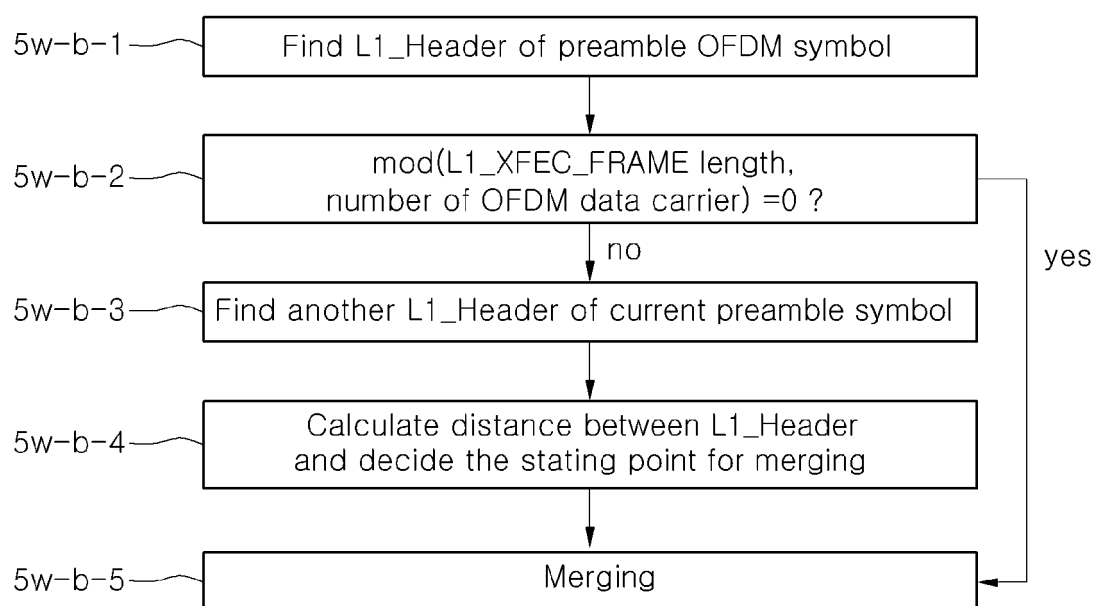 5w-b-1
Find L1_Header of preamble OFDM symbol
5w-b-2
mod(L1_XFEC_FRAME length,
number of OFDM data carrier) =0 ?
no
yes
5w-b-3
Find another L1_Header of current preamble symbol
5w-b-4
Calculate distance between L1_Header
and decide the stating point for merging
5w-b-5
Merging